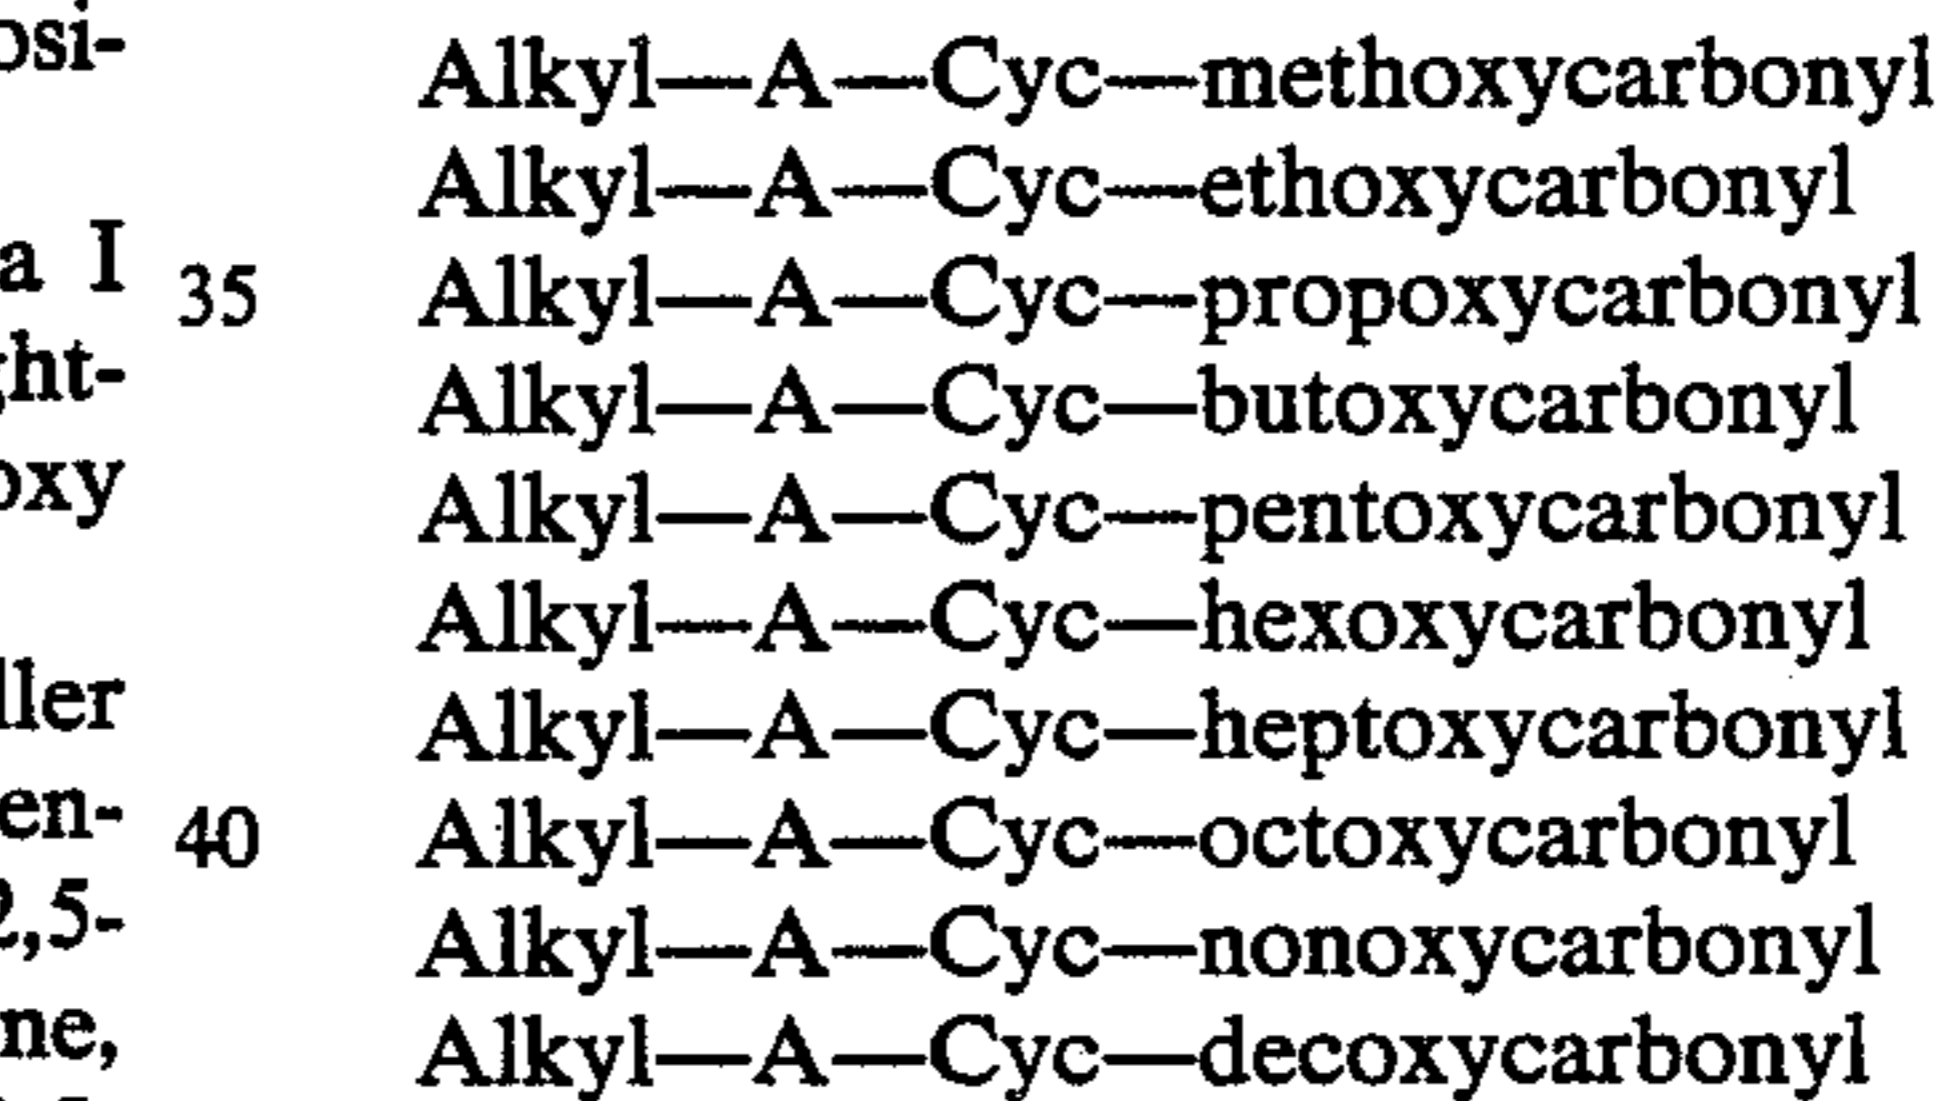 osi-
a I
ght-
oxy
ller
en-
2,5-
ne,
35
40
Alkyl—A—Cyc—methoxycarbonyl
Alkyl—A—Cyc—ethoxycarbonyl
Alkyl—A—Cyc—propoxycarbonyl
Alkyl—A—Cyc—butoxycarbonyl
Alkyl—A—Cyc—pentoxycarbonyl
Alkyl—A—Cyc—hexoxycarbonyl
Alkyl—A—Cyc—heptoxycarbonyl
Alkyl—A—Cyc—octoxycarbonyl
Alkyl—A—Cyc—nonoxycarbonyl
Alkyl—A—Cyc—decoxycarbonyl